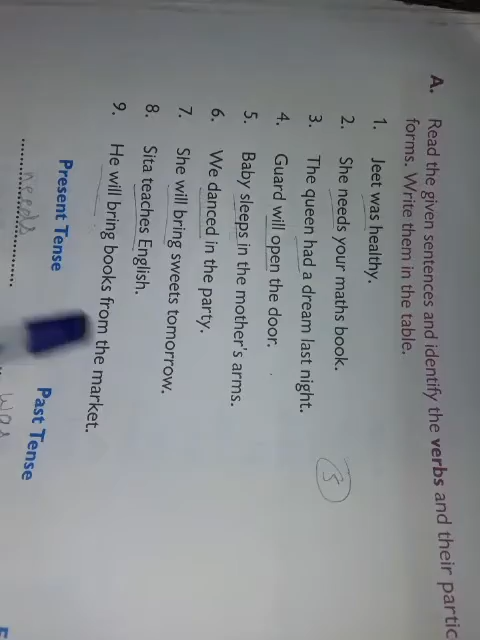 A. Read the given sentences and identify the verbs and their partic
forms. Write them in the table.
1. Jeet was healthy.
2. She needs your maths book.
3. The queen had a dream last night.
4. Guard will open the door.
5. Baby sleeps in the mother's arms.
6. We danced in the party.
7. She will bring sweets tomorrow.
8. Sita teaches English.
9. He will bring books from the market.
5
Present Tense Past Tense
needs was